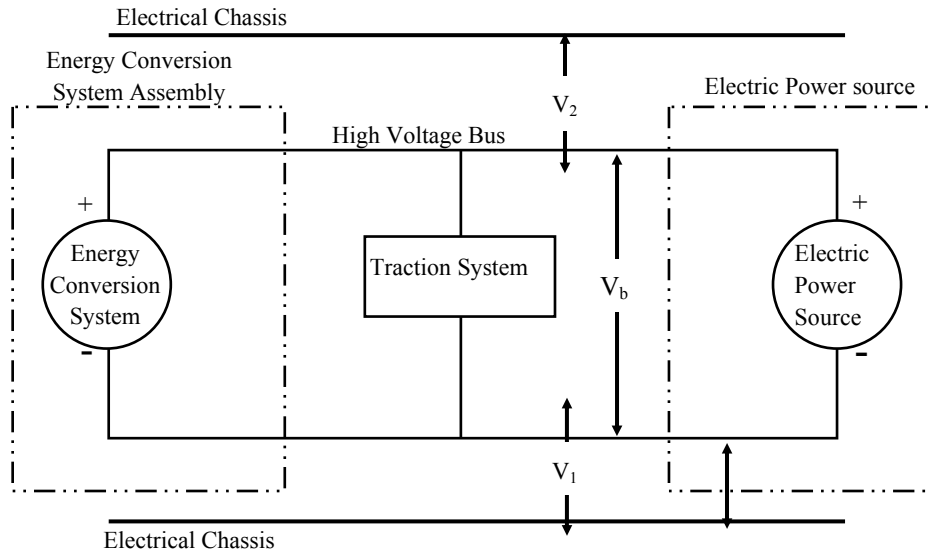 Electrical Chassis
Energy Conversion
System Assembly
Electric Power source
V2
High Voltage Bus
+
+
Energy
Conversion
System
Traction System
Vb
Electric
Power
Source
-
-
V1
Electrical Chassis